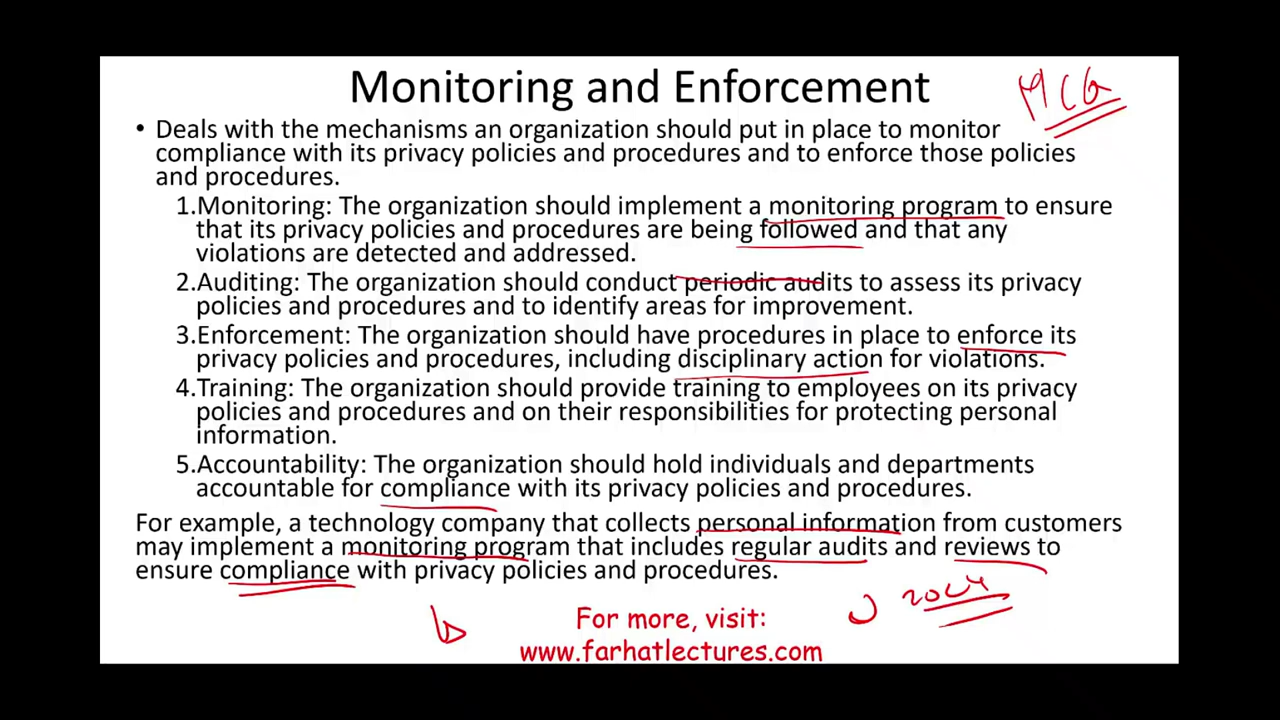 Monitoring and Enforcement
• Deals with the mechanisms an organization should put in place to monitor
compliance with its privacy policies and procedures and to enforce those policies
and procedures.
1.Monitoring: The organization should implement a monitoring program to ensure
that its privacy policies and procedures are being followed and that any
violations are detected and addressed.
2.Auditing: The organization should conduct periodic audits to assess its privacy
policies and procedures and to identify areas for improvement.
3.Enforcement: The organization should have procedures in place to enforce its
privacy policies and procedures, including disciplinary action for violations.
4.Training: The organization should provide training to employees on its privacy
policies and procedures and on their responsibilities for protecting personal
information.
5.Accountability: The organization should hold individuals and departments
accountable for compliance with its privacy policies and procedures.
For example, a technology company that collects personal information from customers
may implement a monitoring program that includes regular audits and reviews to
ensure compliance with privacy policies and procedures.
For more, visit:
www.farhatlectures.com